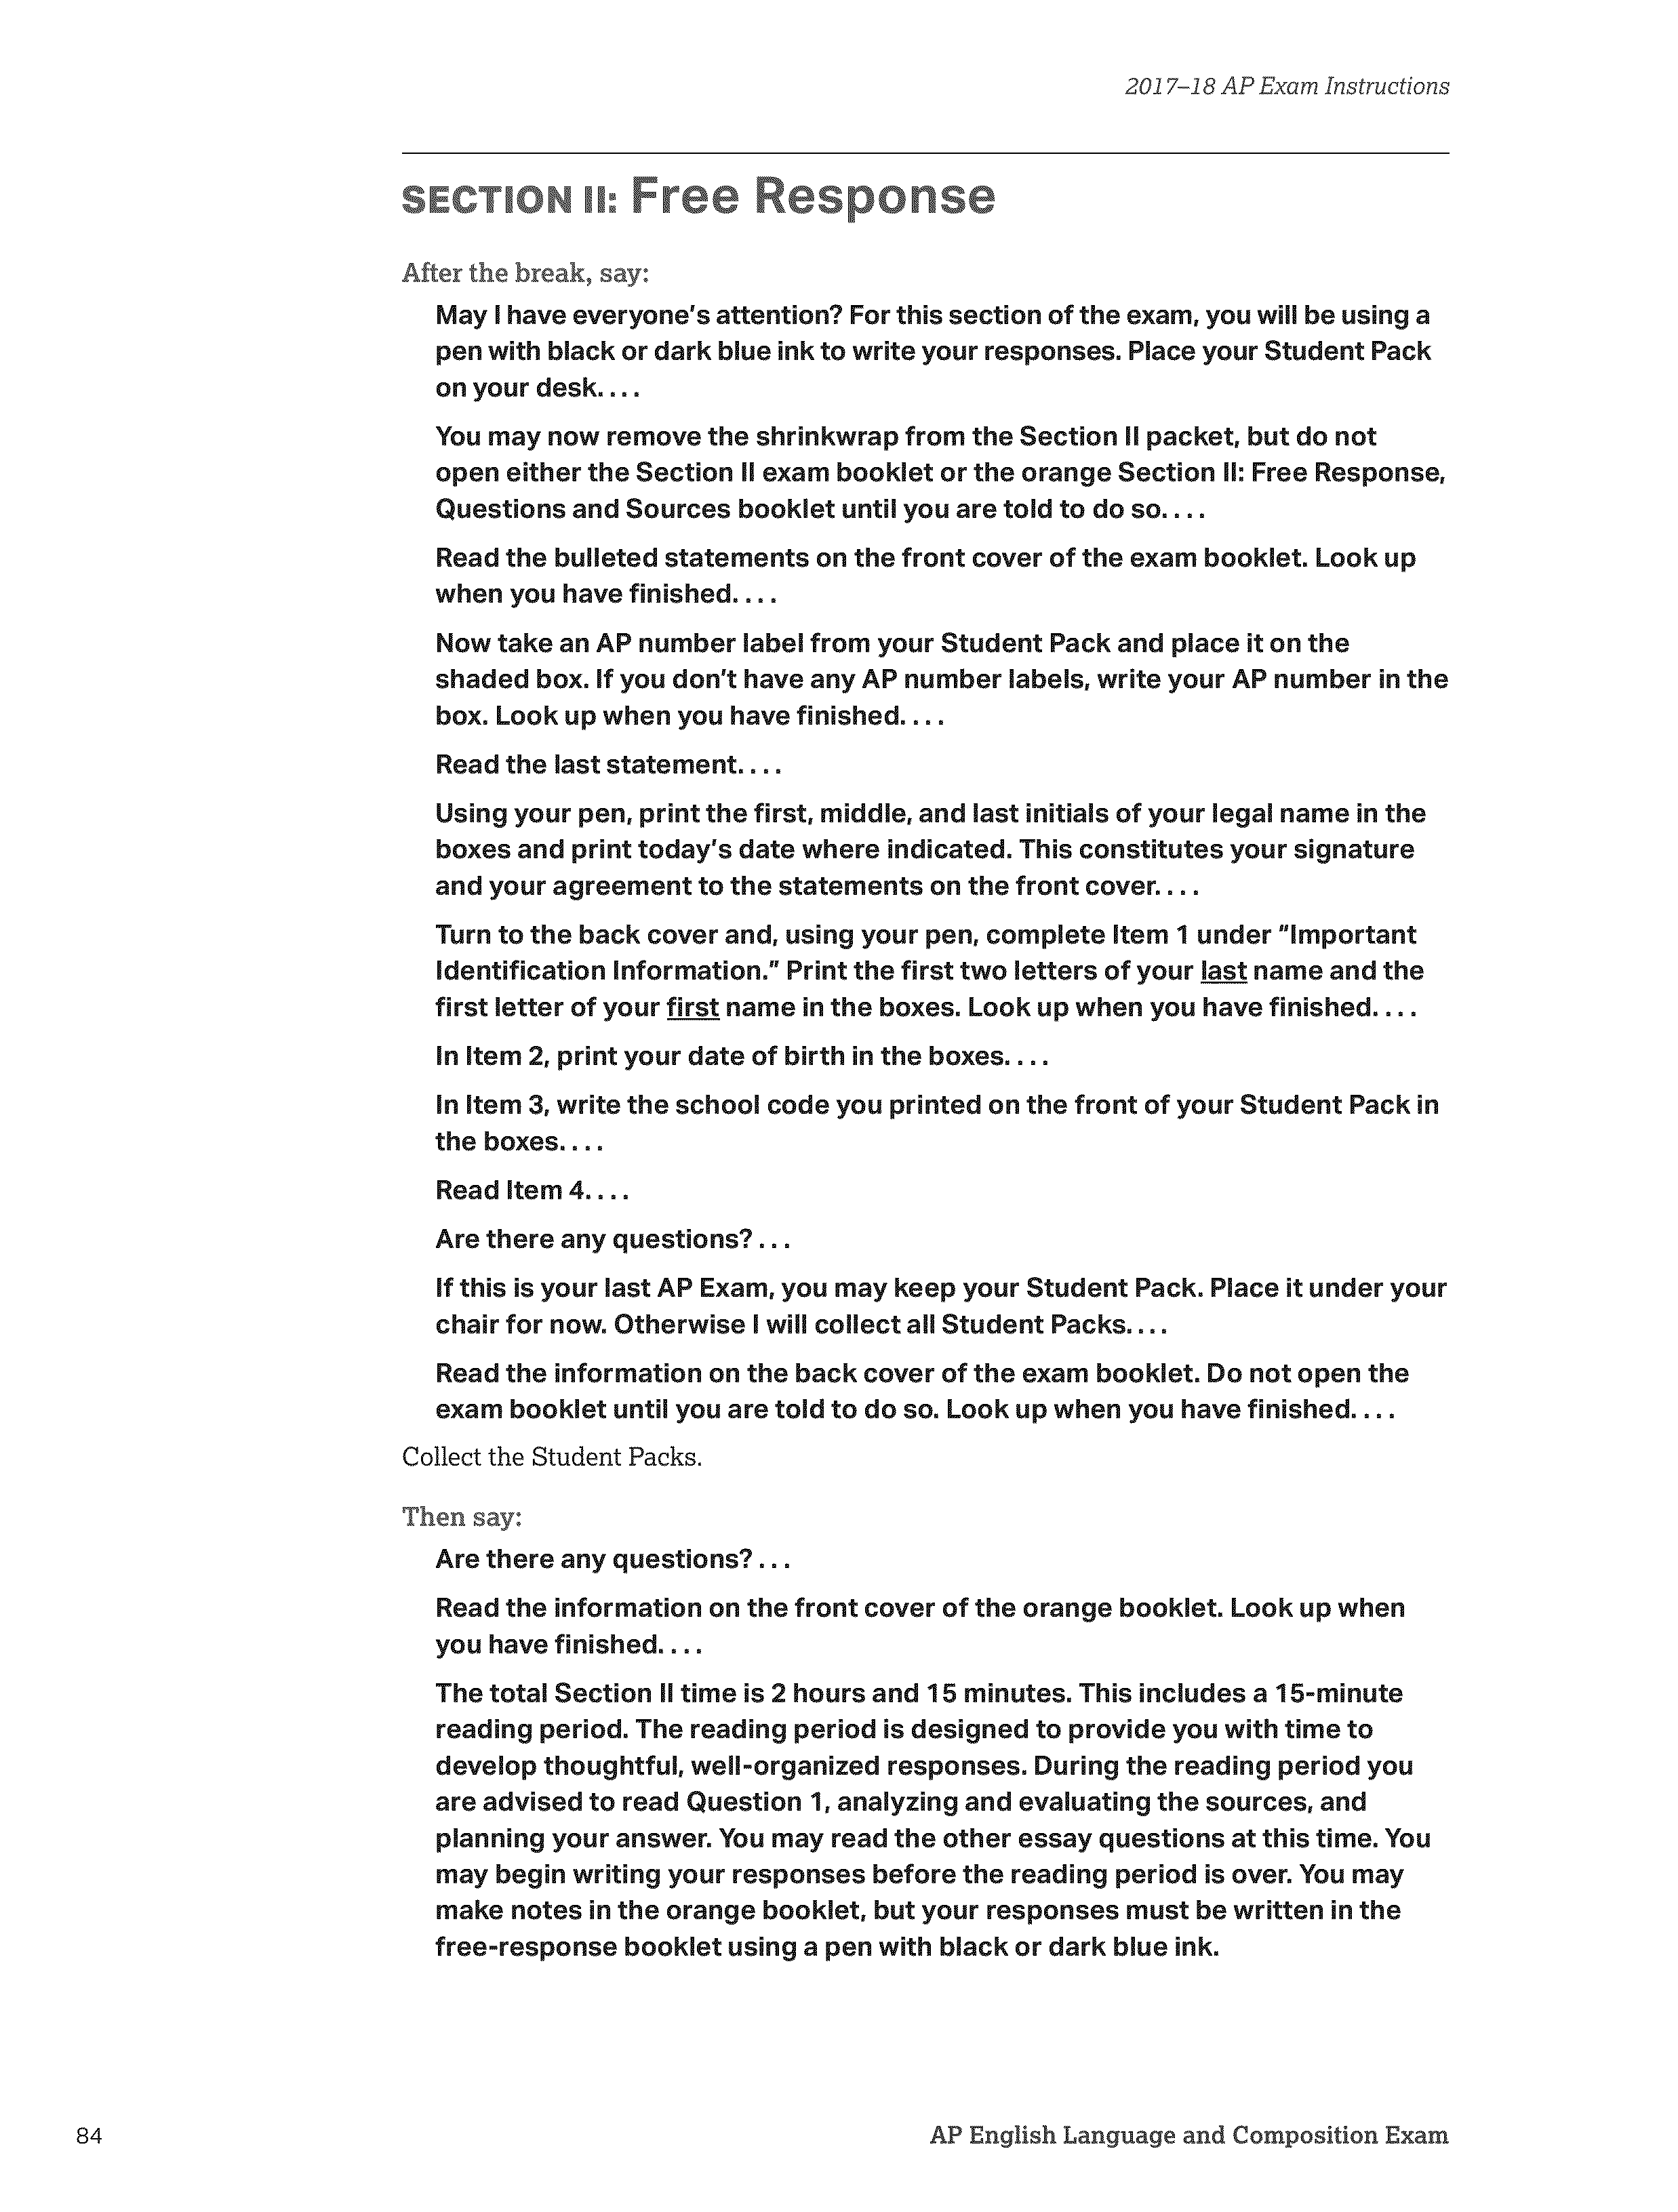 2017–18 AP Exam Instructions
SECTION II: Free Response
After the break, say:
May I have everyone's attention? For this section of the exam, you will be using a
pen with black or dark blue ink to write your responses. Place your Student Pack
on your desk. . . .
You may now remove the shrinkwrap from the Section II packet, but do not
open either the Section II exam booklet or the orange Section II: Free Response,
Questions and Sources booklet until you are told to do so. . . .
Read the bulleted statements on the front cover of the exam booklet. Look up
when you have finished. . . .
Now take an AP number label from your Student Pack and place it on the
shaded box. If you don't have any AP number labels, write your AP number in the
box. Look up when you have finished. . . .
Read the last statement. . . .
Using your pen, print the first, middle, and last initials of your legal name in the
boxes and print today's date where indicated. This constitutes your signature
and your agreement to the statements on the front cover. . . .
Turn to the back cover and, using your pen, complete Item 1 under "Important
Identification Information." Print the first two letters of your last name and the
first letter of your first name in the boxes. Look up when you have finished. . . .
In Item 2, print your date of birth in the boxes. . . .
In Item 3, write the school code you printed on the front of your Student Pack in
the boxes. . . .
Read Item 4. . . .
Are there any questions? . . .
If this is your last AP Exam, you may keep your Student Pack. Place it under your
chair for now. Otherwise I will collect all Student Packs. . . .
Read the information on the back cover of the exam booklet. Do not open the
exam booklet until you are told to do so. Look up when you have finished. . . .
Collect the Student Packs.
Then say:
Are there any questions? . . .
Read the information on the front cover of the orange booklet. Look up when
you have finished. . . .
The total Section II time is 2 hours and 15 minutes. This includes a 15-minute
reading period. The reading period is designed to provide you with time to
develop thoughtful, well-organized responses. During the reading period you
are advised to read Question 1, analyzing and evaluating the sources, and
planning your answer. You may read the other essay questions at this time. You
may begin writing your responses before the reading period is over. You may
make notes in the orange booklet, but your responses must be written in the
free-response booklet using a pen with black or dark blue ink.
84
AP English Language and Composition Exam